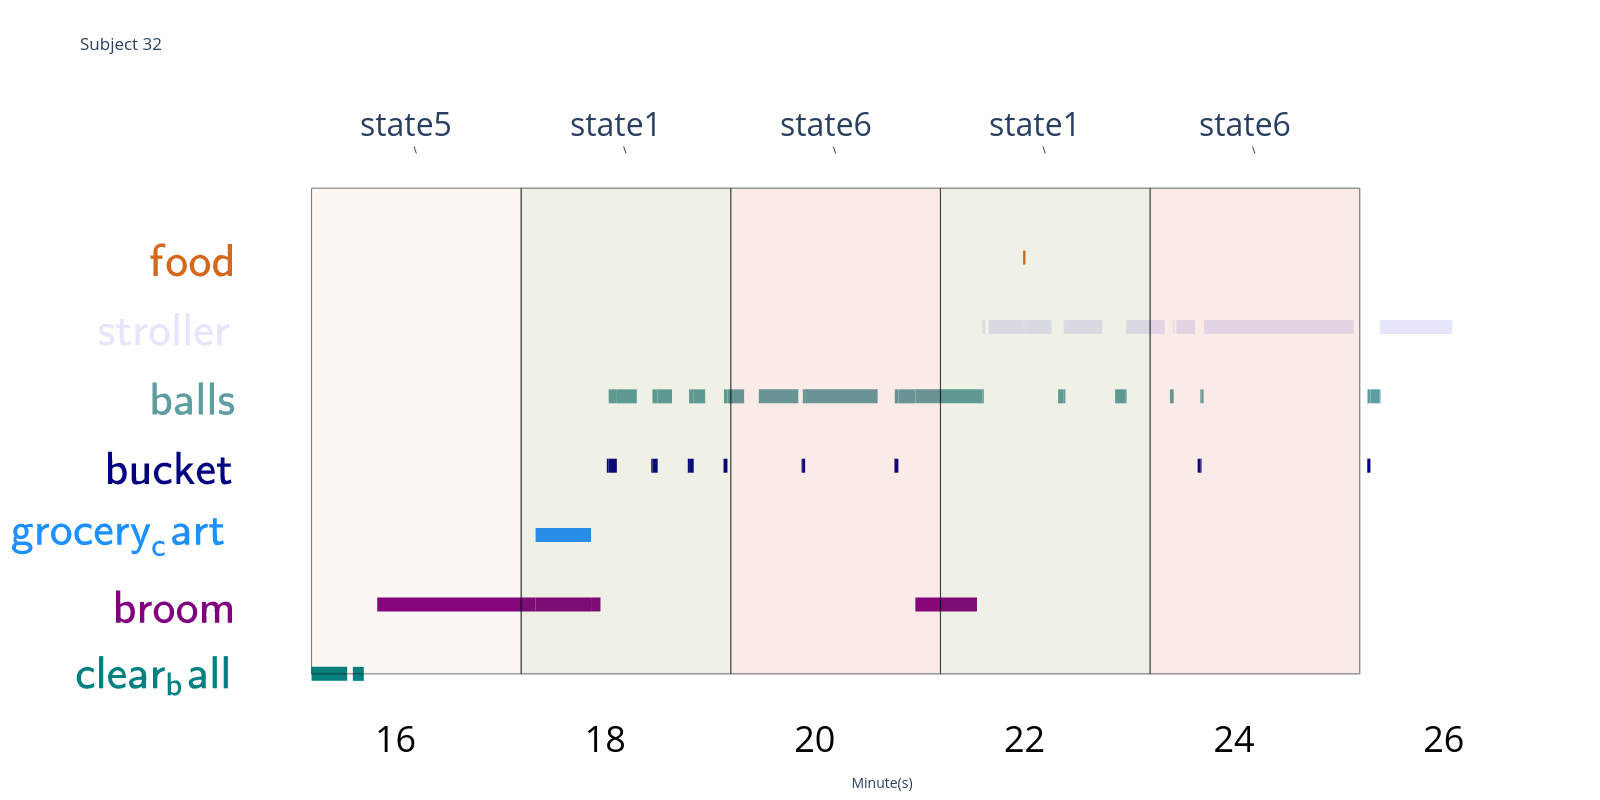 Subject 32
state5 state1 state6 state1 state6
food
stroller
balls
bucket
grocery_cart
broom
clear_ball
16 18 20 22 24 26
Minute(s)